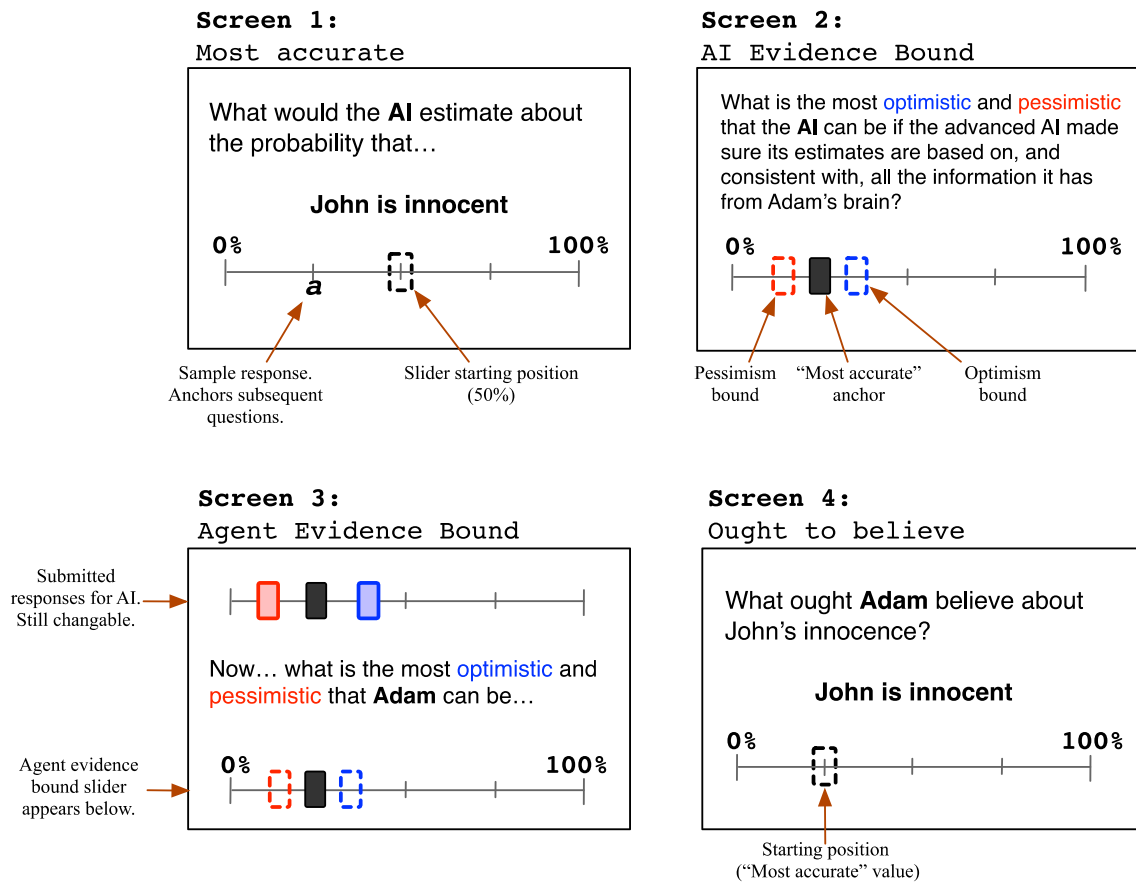 Screen 1:
Most accurate
What would the AI estimate about
the probability that…
John is innocent
0% 100%
a
Sample response.
Anchors subsequent
questions.
Slider starting position
(50%)
Screen 2:
AI Evidence Bound
What is the most optimistic and pessimistic
that the AI can be if the advanced AI made
sure its estimates are based on, and
consistent with, all the information it has
from Adam's brain?
0% 100%
Pessimism
bound
“Most accurate”
anchor
Optimism
bound
Screen 3:
Agent Evidence Bound
Submitted
responses for AI.
Still changable.
Now… what is the most optimistic and
pessimistic that Adam can be…
0% 100%
Agent evidence
bound slider
appears below.
Screen 4:
Ought to believe
What ought Adam believe about
John's innocence?
John is innocent
0% 100%
Starting position
(“Most accurate” value)